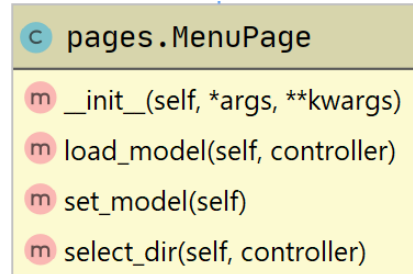 c pages.MenuPage
m __init__(self, *args, **kwargs)
m load_model(self, controller)
m set_model(self)
m select_dir(self, controller)